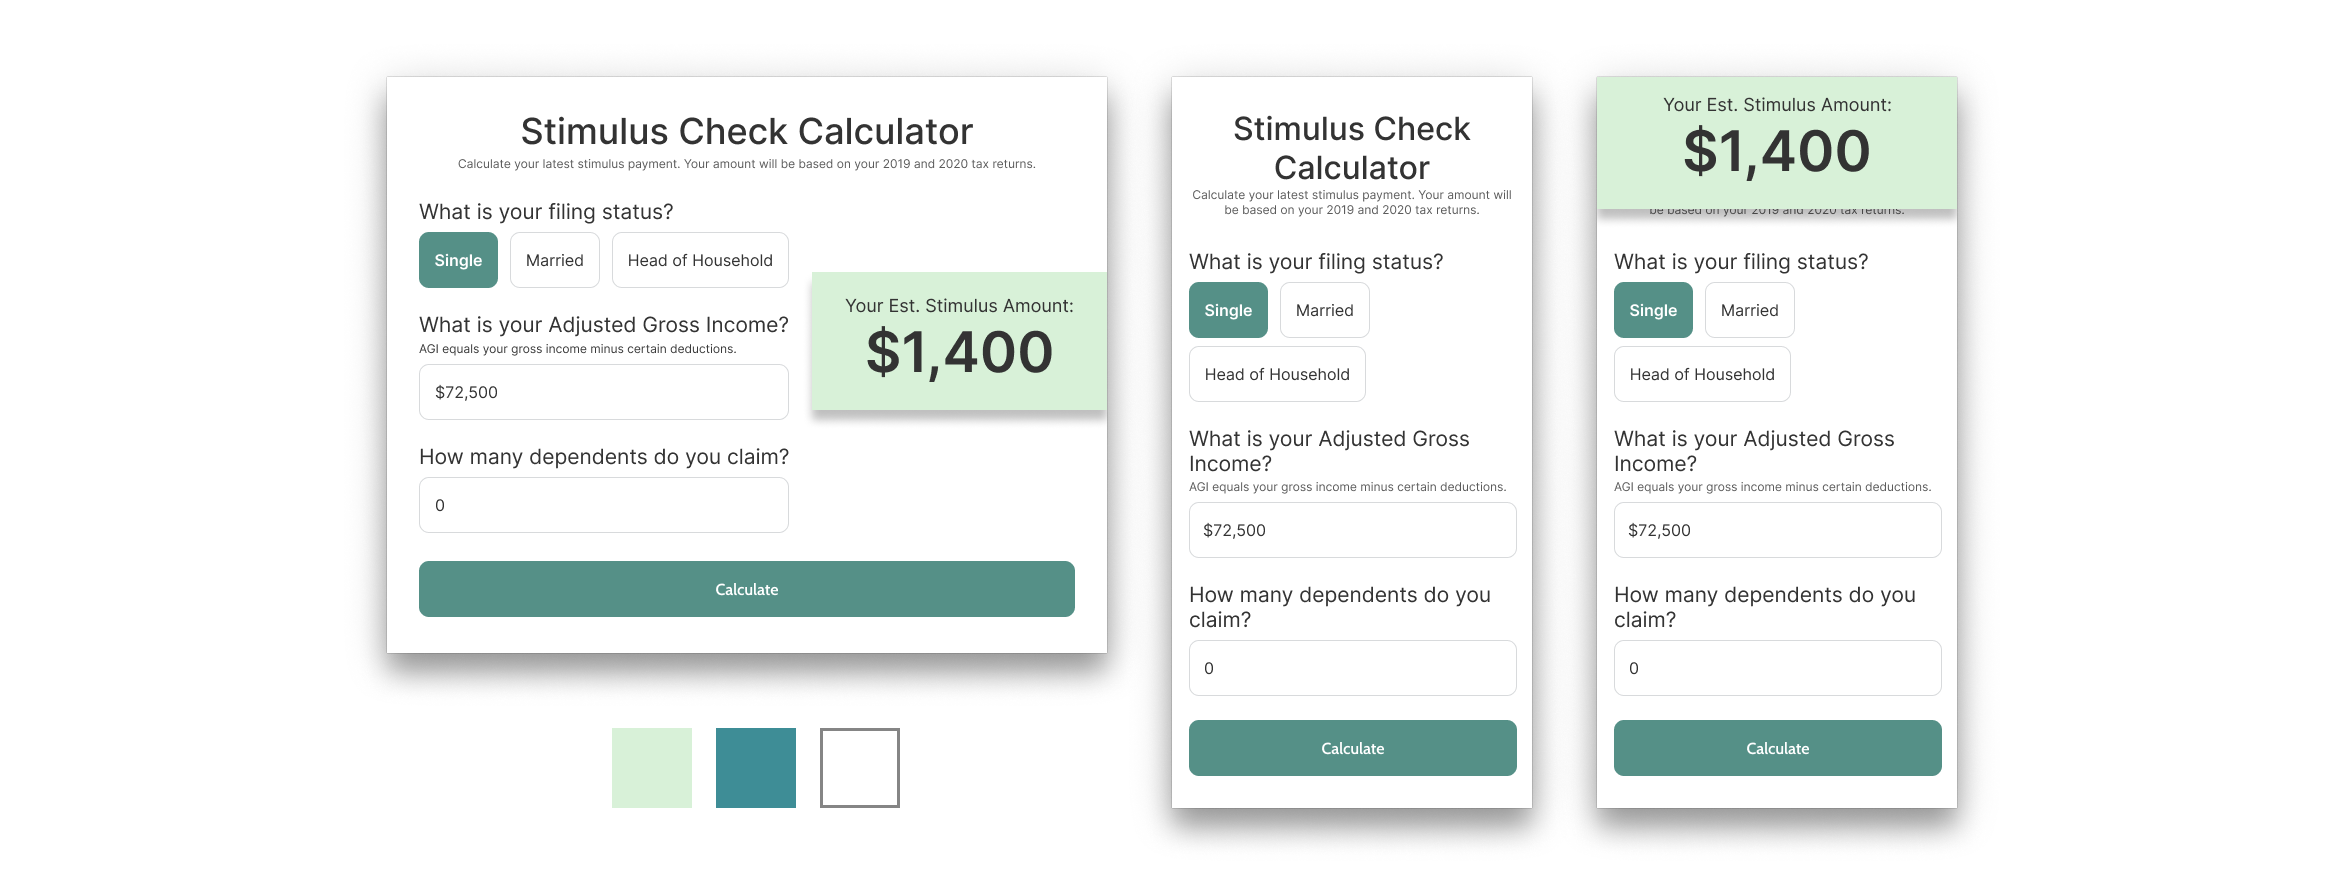 Stimulus Check Calculator
Calculate your latest stimulus payment. Your amount will be based on your 2019 and 2020 tax returns.
What is your filing status?
Single
Married
Head of Household
What is your Adjusted Gross Income?
AGI equals your gross income minus certain deductions.
$72,500
How many dependents do you claim?
0
Your Est. Stimulus Amount:
$1,400
Calculate
Stimulus Check
Calculator
Calculate your latest stimulus payment. Your amount will
be based on your 2019 and 2020 tax returns.
What is your filing status?
Single
Married
Head of Household
What is your Adjusted Gross
Income?
AGI equals your gross income minus certain deductions.
$72,500
How many dependents do you
claim?
0
Calculate
Your Est. Stimulus Amount:
$1,400
be based on your 2019 and 2020 tax returns.
What is your filing status?
Single
Married
Head of Household
What is your Adjusted Gross
Income?
AGI equals your gross income minus certain deductions.
$72,500
How many dependents do you
claim?
0
Calculate